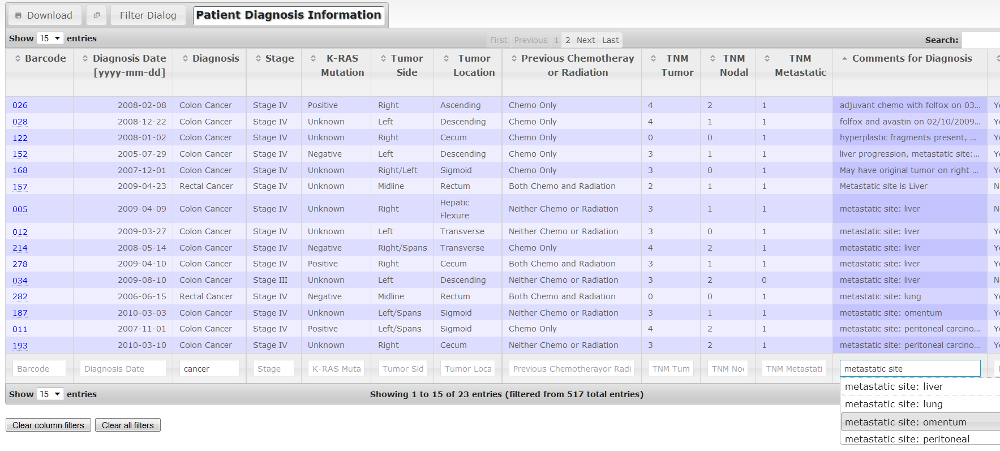 Download Filter Dialog Patient Diagnosis Information
Show 15 entries First Previous 1 2 Next Last Search:
Barcode Diagnosis Date Diagnosis Stage K-RAS Tumor Tumor Previous Chemotheray TNM TNM TNM Comments for Diagnosis
[yyyy-mm-dd] Mutation Side Location or Radiation Tumor Nodal Metastatic
026 2008-02-08 Colon Cancer Stage IV Positive Right Ascending Chemo Only 4 2 1 adjuvant chemo with folfox on 03...
028 2008-12-22 Colon Cancer Stage IV Unknown Left Descending Chemo Only 4 1 1 folfox and avastin on 02/10/2009...
122 2008-01-02 Colon Cancer Stage IV Unknown Right Cecum Chemo Only 0 0 1 hyperplastic fragments present, ...
152 2005-07-29 Colon Cancer Stage IV Negative Left Descending Chemo Only 3 1 1 liver progression, metastatic site:...
168 2007-12-01 Colon Cancer Stage IV Unknown Right/Left Sigmoid Chemo Only 3 0 1 May have original tumor on right ...
157 2009-04-23 Rectal Cancer Stage IV Unknown Midline Rectum Both Chemo and Radiation 2 1 1 Metastatic site is Liver
005 2009-04-09 Colon Cancer Stage IV Unknown Right Hepatic Flexure Neither Chemo or Radiation 3 1 1 metastatic site: liver
012 2009-03-27 Colon Cancer Stage IV Unknown Left Transverse Neither Chemo or Radiation 3 0 1 metastatic site: liver
214 2008-05-14 Colon Cancer Stage IV Negative Right/Spans Transverse Chemo Only 4 2 1 metastatic site: liver
278 2009-04-10 Colon Cancer Stage IV Positive Right Cecum Both Chemo and Radiation 3 1 1 metastatic site: liver
034 2009-08-10 Colon Cancer Stage III Unknown Left Descending Neither Chemo or Radiation 3 2 0 metastatic site: liver
282 2006-06-15 Rectal Cancer Stage IV Negative Midline Rectum Both Chemo and Radiation 0 0 1 metastatic site: lung
187 2010-03-03 Colon Cancer Stage IV Unknown Left/Spans Sigmoid Neither Chemo or Radiation 3 1 1 metastatic site: omentum
011 2007-11-01 Colon Cancer Stage IV Positive Left/Spans Sigmoid Chemo Only 4 2 1 metastatic site: peritoneal carcino...
193 2010-03-10 Colon Cancer Stage IV Unknown Right Cecum Neither Chemo or Radiation 3 2 1 metastatic site: peritoneal carcino...
Barcode Diagnosis Date cancer Stage K-RAS Muta Tumor Sid Tumor Loca Previous Chemotherayor Radi TNM Tum TNM Noc TNM Metastati metastatic site
Show 15 entries Showing 1 to 15 of 23 entries (filtered from 517 total entries)
metastatic site: liver
metastatic site: lung
metastatic site: omentum
metastatic site: peritoneal
Clear column filters Clear all filters